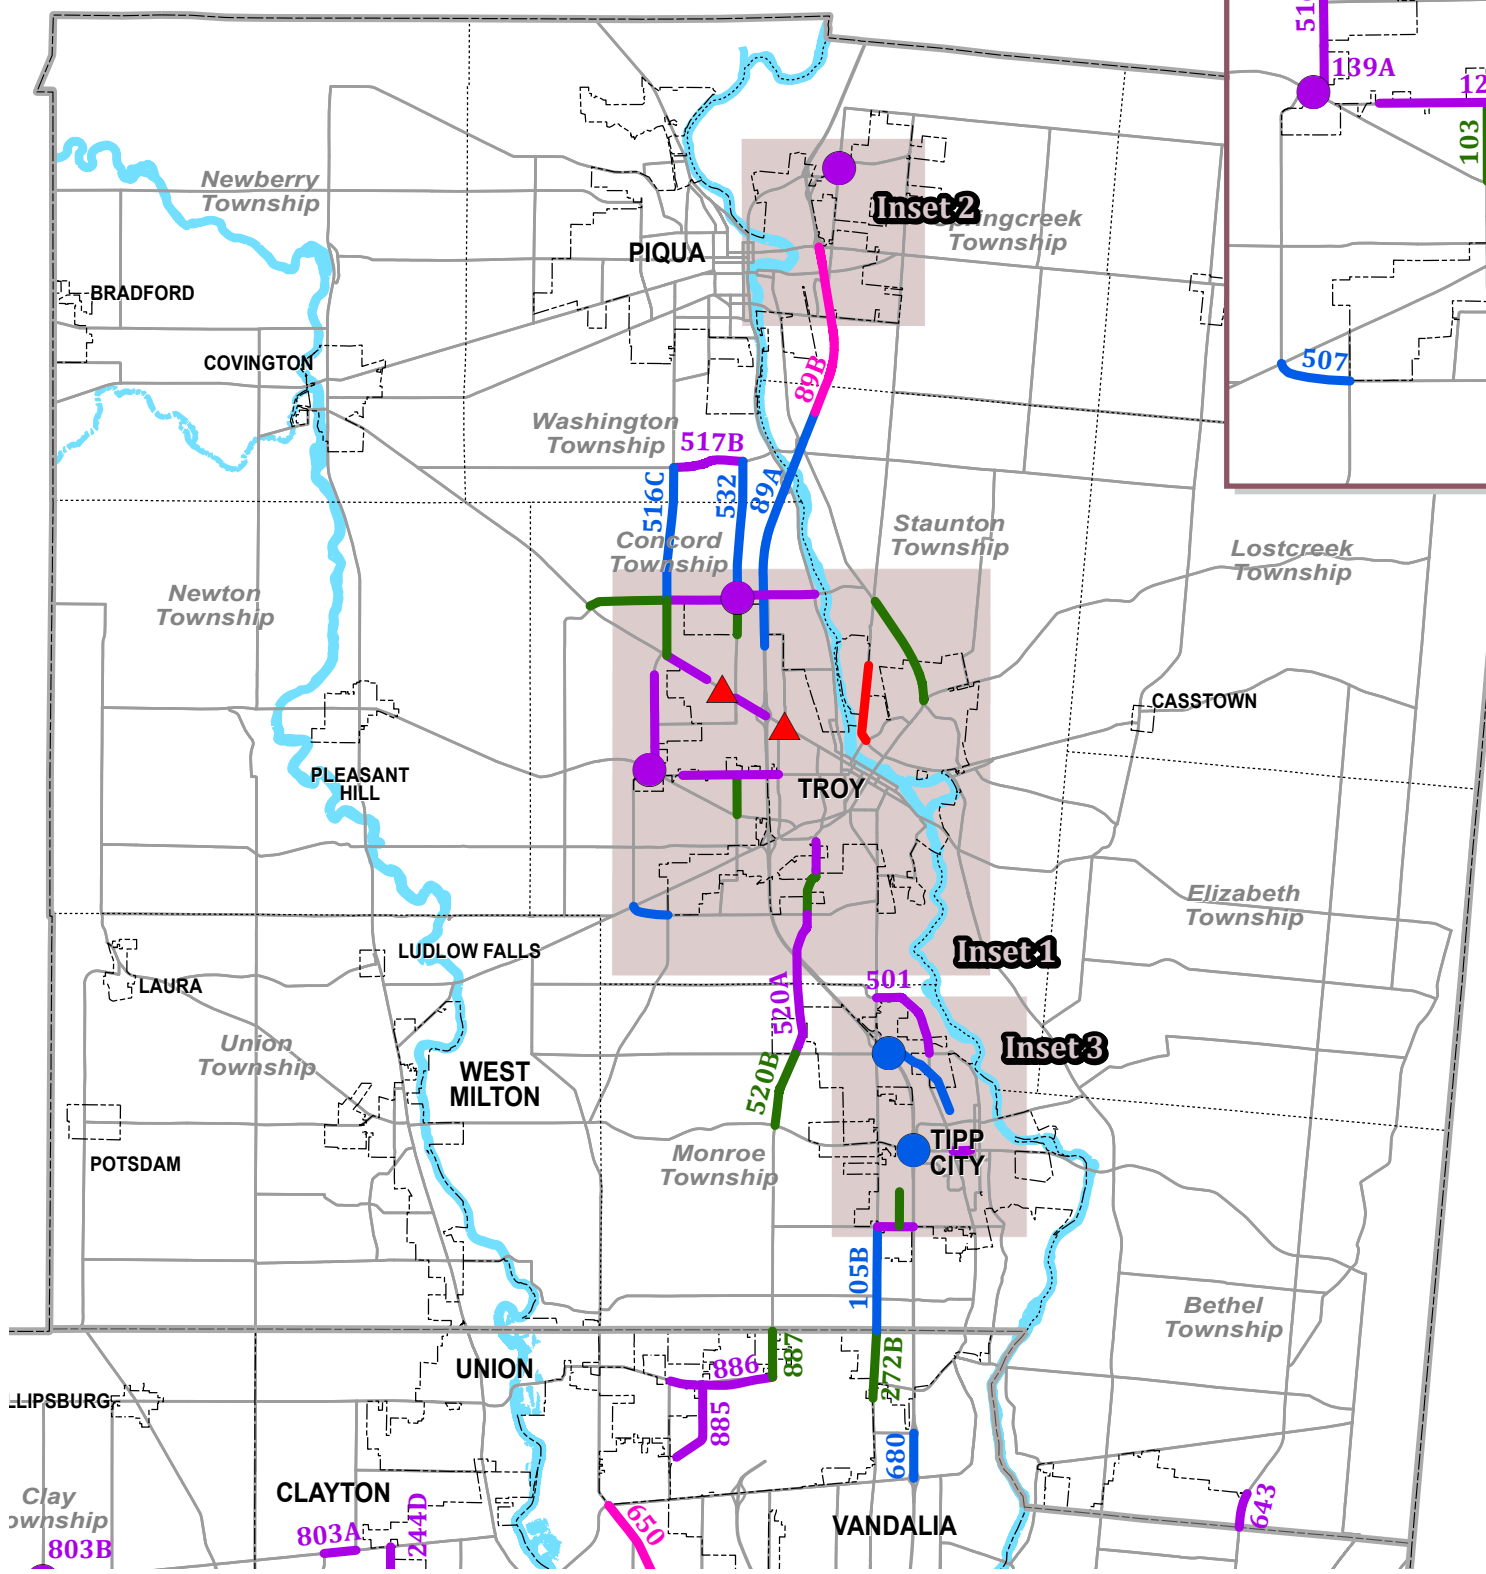 516
139A
12
103
507
Newberry
Township
Inset 2
Springcreek
Township
PIQUA
BRADFORD
COVINGTON
89B
Washington
Township
517B
516C
532
89A
Concord
Township
Staunton
Township
Lostcreek
Township
Newton
Township
CASSTOWN
PLEASANT
HILL
TROY
Elizabeth
Township
LUDLOW FALLS
Inset 1
LAURA
501
520A
Union
Township
Inset 3
WEST
MILTON
520B
TIPP
CITY
Monroe
Township
POTSDAM
105B
Bethel
Township
UNION
886
887
272B
LLIPSBURG
885
680
CLAYTON
Clay
ownship
803A
244D
650
VANDALIA
643
803B